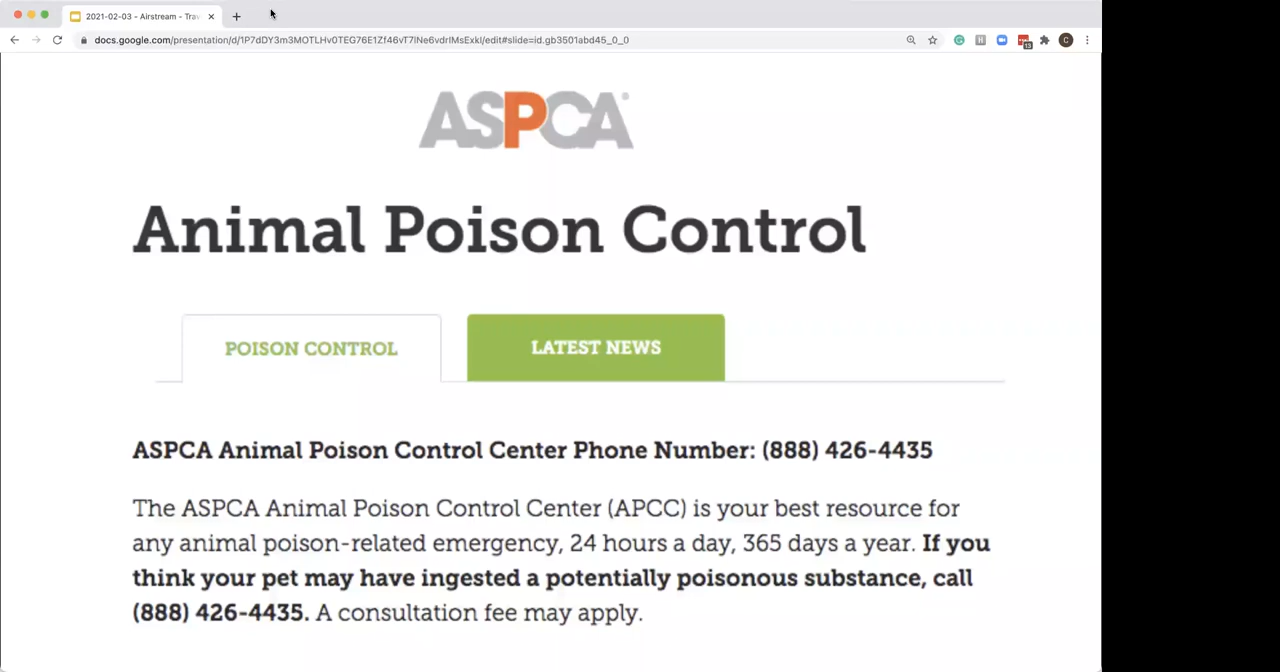 2021-02-03 - Airstream - Trav
docs.google.com/presentation/d/1P7dDY3m3MOTLHv0TEG76E1Zf46vT7lNe6vdrlMsExkI/edit#slide=id.gb3501abd45_0_0
13
C
ASPCA
Animal Poison Control
POISON CONTROL
LATEST NEWS
ASPCA Animal Poison Control Center Phone Number: (888) 426-4435
The ASPCA Animal Poison Control Center (APCC) is your best resource for
any animal poison-related emergency, 24 hours a day, 365 days a year. If you
think your pet may have ingested a potentially poisonous substance, call
(888) 426-4435. A consultation fee may apply.